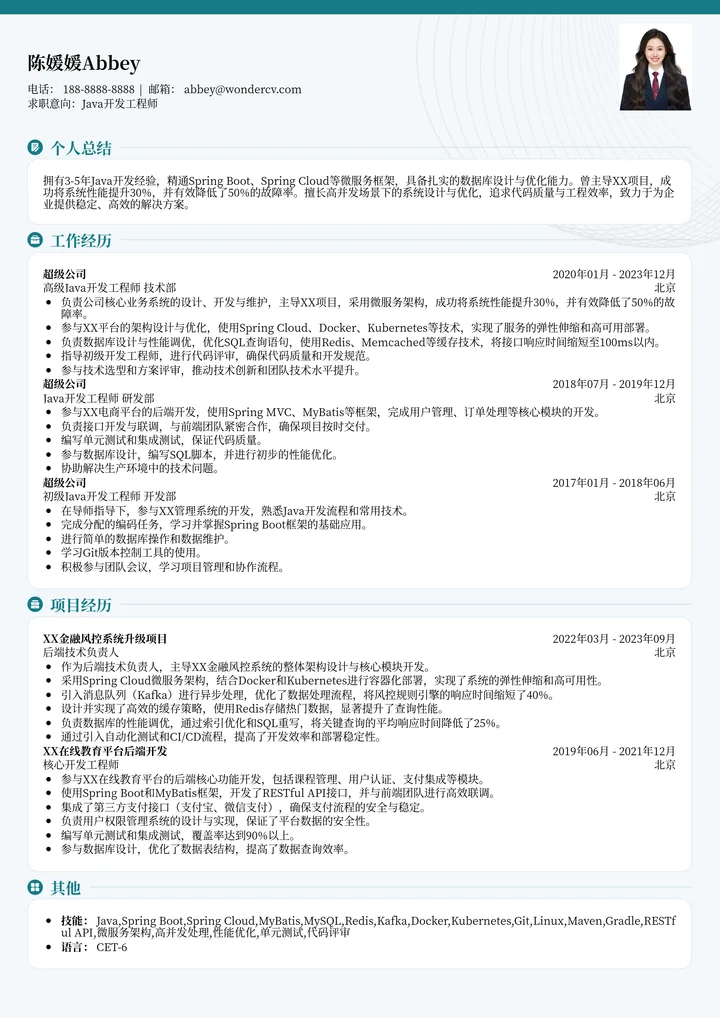 陈媛媛Abbey
电话： 188-8888-8888 | 邮箱： abbey@wondercv.com
求职意向：Java开发工程师
个人总结
拥有3-5年Java开发经验，精通Spring Boot、Spring Cloud等微服务框架，具备扎实的数据库设计与优化能力。曾主导XX项目，成
功将系统性能提升30%，并有效降低了50%的故障率。擅长高并发场景下的系统设计与优化，追求代码质量与工程效率，致力于为企
业提供稳定、高效的解决方案。
工作经历
超级公司 2020年01月 - 2023年12月
高级Java开发工程师 技术部 北京
• 负责公司核心业务系统的设计、开发与维护，主导XX项目，采用微服务架构，成功将系统性能提升30%，并有效降低了50%的故
障率。
• 参与XX平台的架构设计与优化，使用Spring Cloud、Docker、Kubernetes等技术，实现了服务的弹性伸缩和高可用部署。
• 负责数据库设计与性能调优，优化SQL查询语句，使用Redis、Memcached等缓存技术，将接口响应时间缩短至100ms以内。
• 指导初级开发工程师，进行代码评审，确保代码质量和开发规范。
• 参与技术选型和方案评审，推动技术创新和团队技术水平提升。
超级公司 2018年07月 - 2019年12月
Java开发工程师 研发部 北京
• 参与XX电商平台的后端开发，使用Spring MVC、MyBatis等框架，完成用户管理、订单处理等核心模块的开发。
• 负责接口开发与联调，与前端团队紧密合作，确保项目按时交付。
• 编写单元测试和集成测试，保证代码质量。
• 参与数据库设计，编写SQL脚本，并进行初步的性能优化。
• 协助解决生产环境中的技术问题。
超级公司 2017年01月 - 2018年06月
初级Java开发工程师 开发部 北京
• 在导师指导下，参与XX管理系统的开发，熟悉Java开发流程和常用技术。
• 完成分配的编码任务，学习并掌握Spring Boot框架的基础应用。
• 进行简单的数据库操作和数据维护。
• 学习Git版本控制工具的使用。
• 积极参与团队会议，学习项目管理和协作流程。
项目经历
XX金融风控系统升级项目 2022年03月 - 2023年09月
后端技术负责人 北京
• 作为后端技术负责人，主导XX金融风控系统的整体架构设计与核心模块开发。
• 采用Spring Cloud微服务架构，结合Docker和Kubernetes进行容器化部署，实现了系统的弹性伸缩和高可用性。
• 引入消息队列（Kafka）进行异步处理，优化了数据处理流程，将风控规则引擎的响应时间缩短了40%。
• 设计并实现了高效的缓存策略，使用Redis存储热门数据，显著提升了查询性能。
• 负责数据库的性能调优，通过索引优化和SQL重写，将关键查询的平均响应时间降低了25%。
• 通过引入自动化测试和CI/CD流程，提高了开发效率和部署稳定性。
XX在线教育平台后端开发 2019年06月 - 2021年12月
核心开发工程师 北京
• 参与XX在线教育平台的后端核心功能开发，包括课程管理、用户认证、支付集成等模块。
• 使用Spring Boot和MyBatis框架，开发了RESTful API接口，并与前端团队进行高效联调。
• 集成了第三方支付接口（支付宝、微信支付），确保支付流程的安全与稳定。
• 负责用户权限管理系统的设计与实现，保证了平台数据的安全性。
• 编写单元测试和集成测试，覆盖率达到90%以上。
• 参与数据库设计，优化了数据表结构，提高了数据查询效率。
其他
• 技能： Java,Spring Boot,Spring Cloud,MyBatis,MySQL,Redis,Kafka,Docker,Kubernetes,Git,Linux,Maven,Gradle,RESTf
ul API,微服务架构,高并发处理,性能优化,单元测试,代码评审
• 语言： CET-6